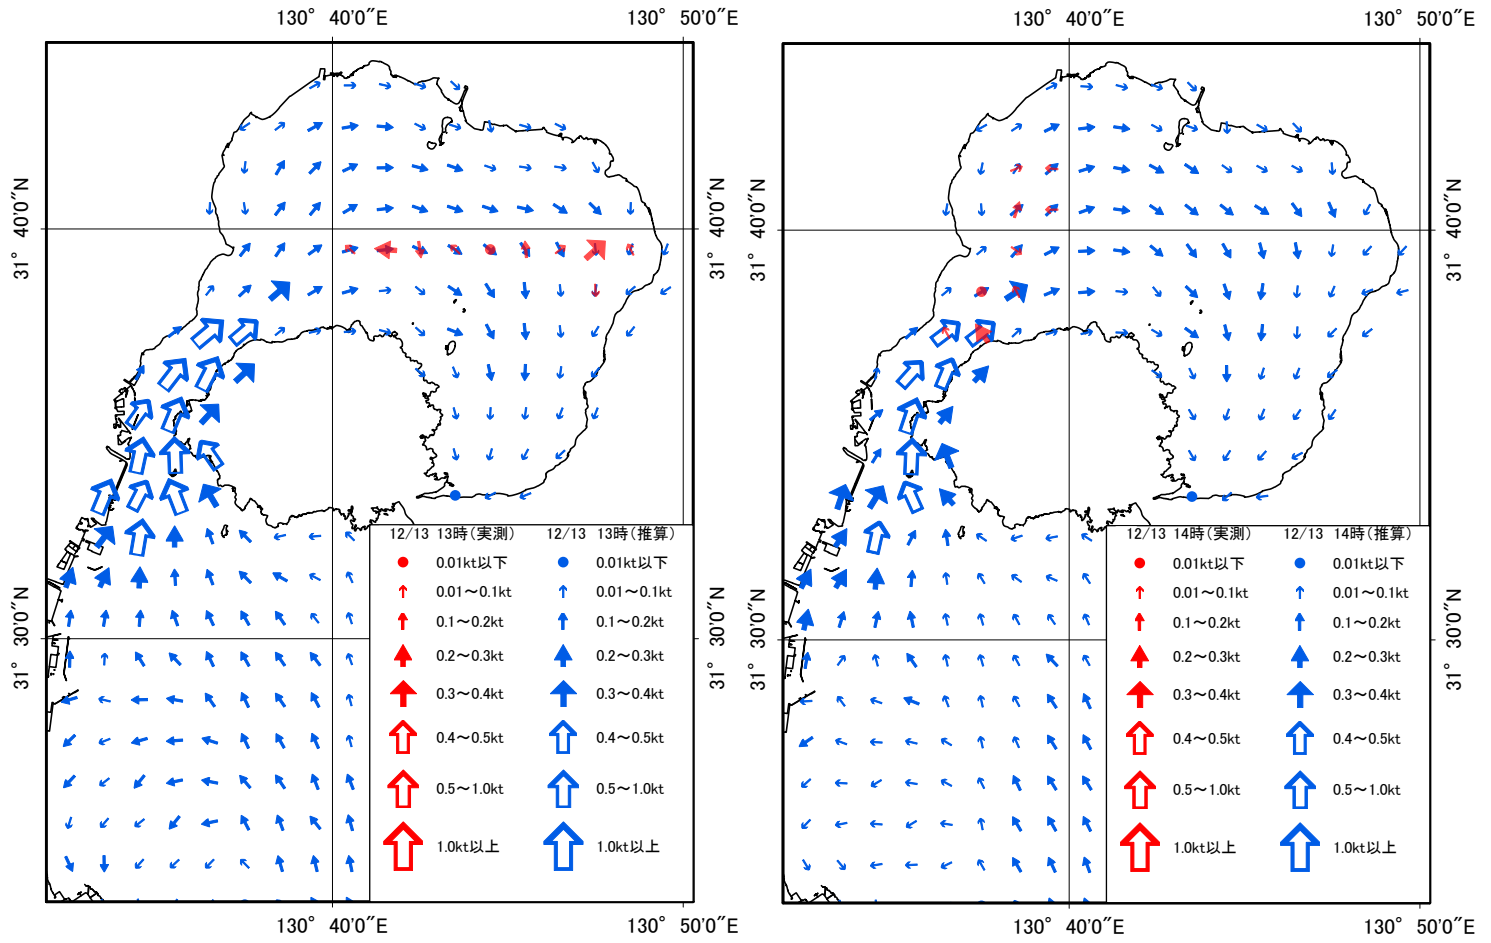 130° 40'0"E
130° 50'0"E
130° 40'0"E
130° 50'0"E
31° 40'0"N
31° 40'0"N
31° 40'0"N
31° 40'0"N
31° 30'0"N
31° 30'0"N
31° 30'0"N
31° 30'0"N
12/13 13時(実測) 12/13 13時(推算)
0.01kt以下 0.01kt以下
0.01～0.1kt 0.01～0.1kt
0.1～0.2kt 0.1～0.2kt
0.2～0.3kt 0.2～0.3kt
0.3～0.4kt 0.3～0.4kt
0.4～0.5kt 0.4～0.5kt
0.5～1.0kt 0.5～1.0kt
1.0kt以上 1.0kt以上
12/13 14時(実測) 12/13 14時(推算)
0.01kt以下 0.01kt以下
0.01～0.1kt 0.01～0.1kt
0.1～0.2kt 0.1～0.2kt
0.2～0.3kt 0.2～0.3kt
0.3～0.4kt 0.3～0.4kt
0.4～0.5kt 0.4～0.5kt
0.5～1.0kt 0.5～1.0kt
1.0kt以上 1.0kt以上
130° 40'0"E
130° 50'0"E
130° 40'0"E
130° 50'0"E